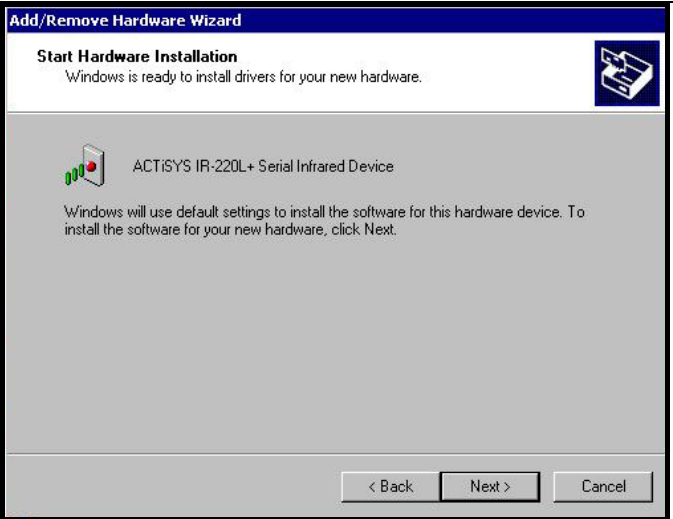 Add/Remove Hardware Wizard
Start Hardware Installation
Windows is ready to install drivers for your new hardware.
ACTiSYS IR-220L+ Serial Infrared Device
Windows will use default settings to install the software for this hardware device. To
install the software for your new hardware, click Next.
< Back Next > Cancel